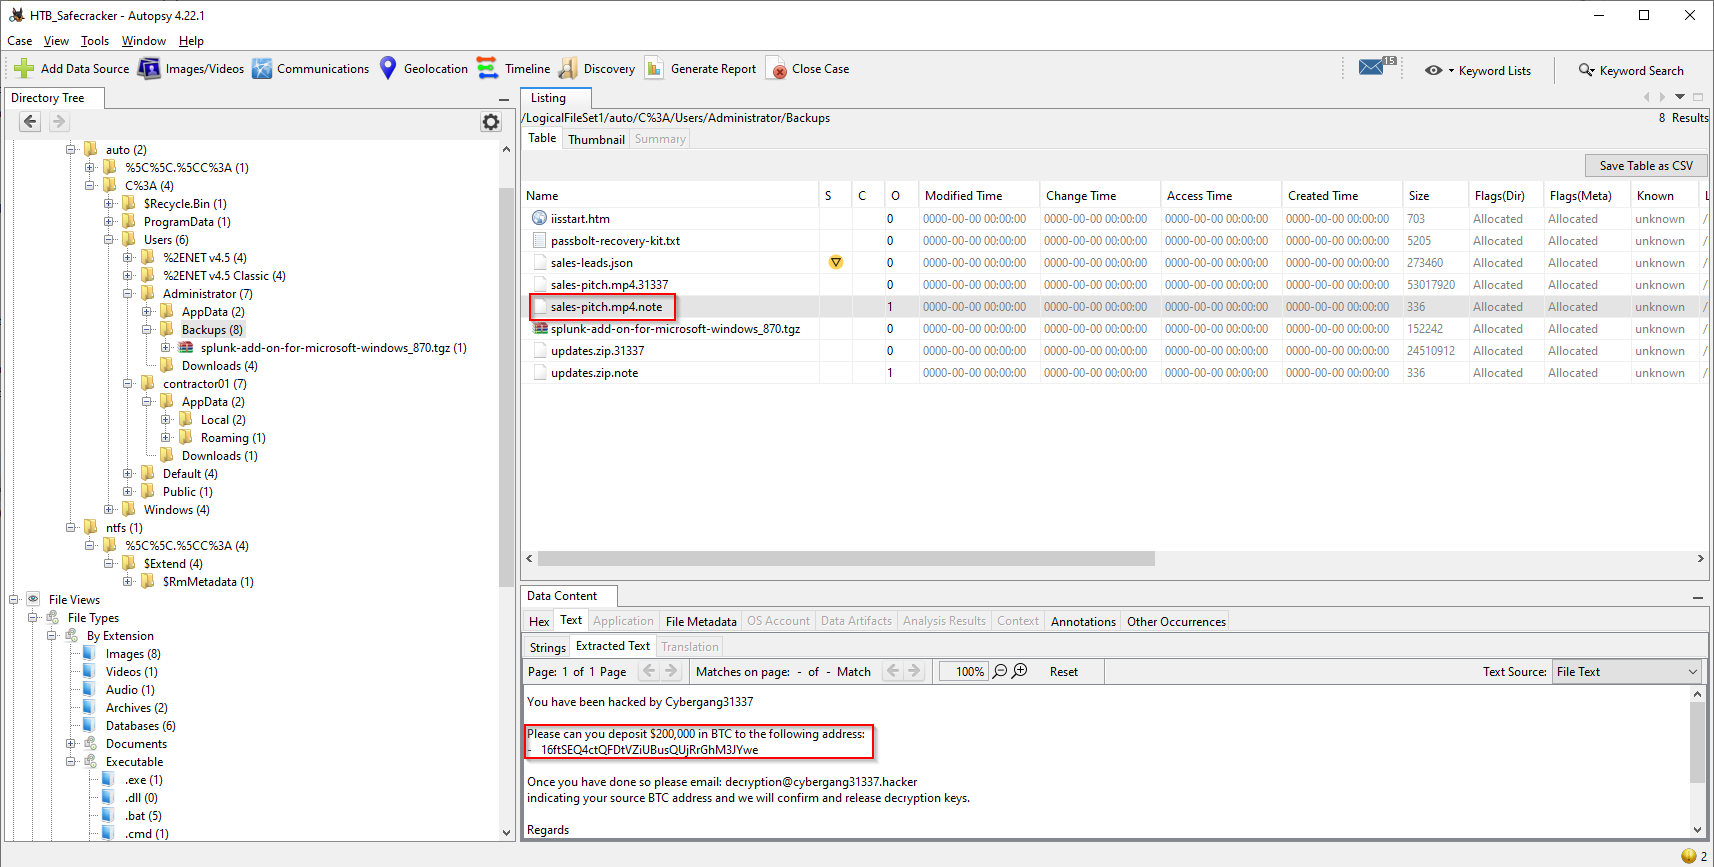 HTB_Safecracker - Autopsy 4.22.1
Case View Tools Window Help
Add Data Source Images/Videos Communications Geolocation Timeline Discovery Generate Report Close Case 15 Keyword Lists Keyword Search
Directory Tree
auto (2)
%5C%5C.%5CC%3A (1)
C%3A (4)
$Recycle.Bin (1)
ProgramData (1)
Users (6)
%2ENET v4.5 (4)
%2ENET v4.5 Classic (4)
Administrator (7)
AppData (2)
Backups (8)
splunk-add-on-for-microsoft-windows_870.tgz (1)
Downloads (4)
contractor01 (7)
AppData (2)
Local (2)
Roaming (1)
Downloads (1)
Default (4)
Public (1)
Windows (4)
ntfs (1)
%5C%5C.%5CC%3A (4)
$Extend (4)
$RmMetadata (1)
File Views
File Types
By Extension
Images (8)
Videos (1)
Audio (1)
Archives (2)
Databases (6)
Documents
Executable
.exe (1)
.dll (0)
.bat (5)
.cmd (1)
Listing
/LogicalFileSet1/auto/C%3A/Users/Administrator/Backups 8 Results
Table Thumbnail Summary
Save Table as CSV
Name S C O Modified Time Change Time Access Time Created Time Size Flags(Dir) Flags(Meta) Known L
iisstart.htm 0 0000-00-00 00:00:00 0000-00-00 00:00:00 0000-00-00 00:00:00 0000-00-00 00:00:00 703 Allocated Allocated unknown /
passbolt-recovery-kit.txt 0 0000-00-00 00:00:00 0000-00-00 00:00:00 0000-00-00 00:00:00 0000-00-00 00:00:00 5205 Allocated Allocated unknown /
sales-leads.json 0 0000-00-00 00:00:00 0000-00-00 00:00:00 0000-00-00 00:00:00 0000-00-00 00:00:00 273460 Allocated Allocated unknown /
sales-pitch.mp4.31337 0 0000-00-00 00:00:00 0000-00-00 00:00:00 0000-00-00 00:00:00 0000-00-00 00:00:00 53017920 Allocated Allocated unknown /
sales-pitch.mp4.note 1 0000-00-00 00:00:00 0000-00-00 00:00:00 0000-00-00 00:00:00 0000-00-00 00:00:00 336 Allocated Allocated unknown /
splunk-add-on-for-microsoft-windows_870.tgz 0 0000-00-00 00:00:00 0000-00-00 00:00:00 0000-00-00 00:00:00 0000-00-00 00:00:00 152242 Allocated Allocated unknown /
updates.zip.31337 0 0000-00-00 00:00:00 0000-00-00 00:00:00 0000-00-00 00:00:00 0000-00-00 00:00:00 24510912 Allocated Allocated unknown /
updates.zip.note 1 0000-00-00 00:00:00 0000-00-00 00:00:00 0000-00-00 00:00:00 0000-00-00 00:00:00 336 Allocated Allocated unknown /
Data Content
Hex Text Application File Metadata OS Account Data Artifacts Analysis Results Context Annotations Other Occurrences
Strings Extracted Text Translation
Page: 1 of 1 Page Matches on page: - of - Match 100% Reset Text Source: File Text
You have been hacked by Cybergang31337
Please can you deposit $200,000 in BTC to the following address:
- 16ftSEQ4ctQFDtVZiUBusQUjRrGhM3JYwe
Once you have done so please email: decryption@cybergang31337.hacker
indicating your source BTC address and we will confirm and release decryption keys.
Regards
2